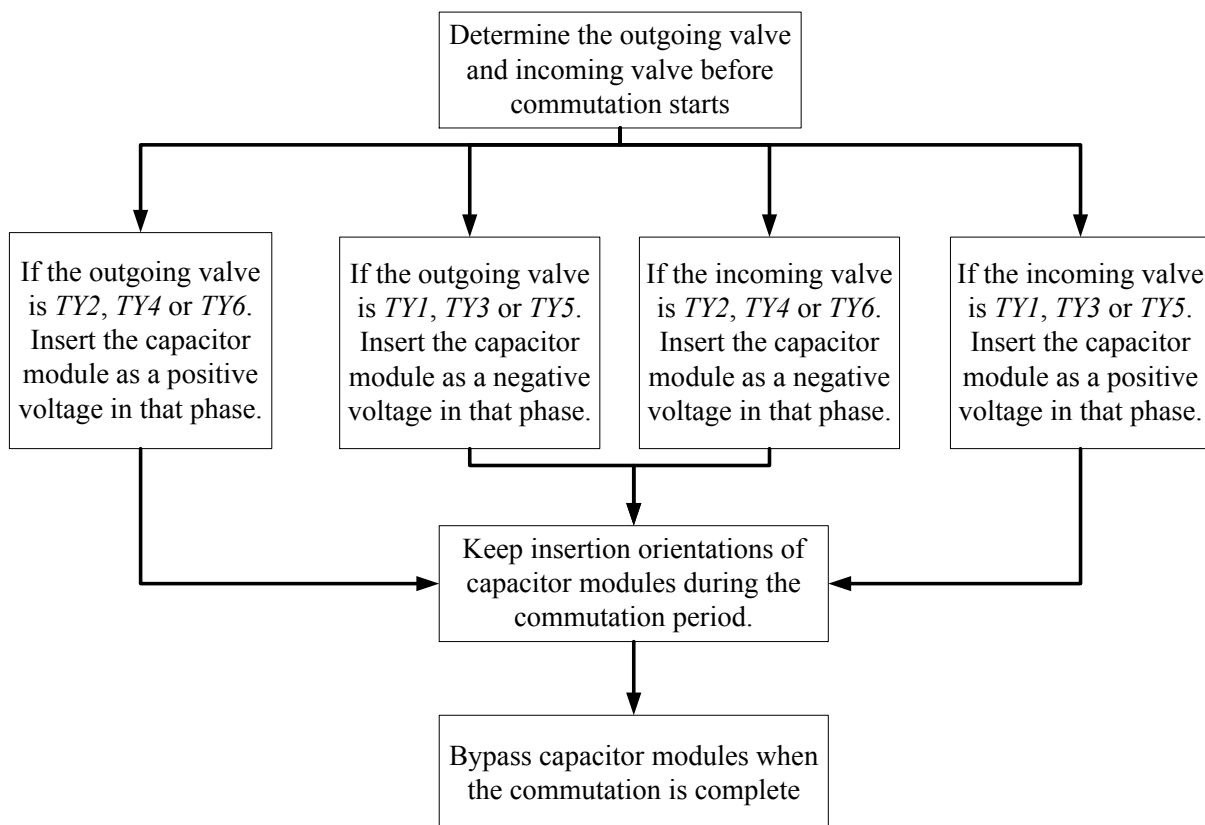 Determine the outgoing valve
and incoming valve before
commutation starts
If the outgoing valve
is TY2, TY4 or TY6.
Insert the capacitor
module as a positive
voltage in that phase.
If the outgoing valve
is TY1, TY3 or TY5.
Insert the capacitor
module as a negative
voltage in that phase.
If the incoming valve
is TY2, TY4 or TY6.
Insert the capacitor
module as a negative
voltage in that phase.
If the incoming valve
is TY1, TY3 or TY5.
Insert the capacitor
module as a positive
voltage in that phase.
Keep insertion orientations of
capacitor modules during the
commutation period.
Bypass capacitor modules when
the commutation is complete